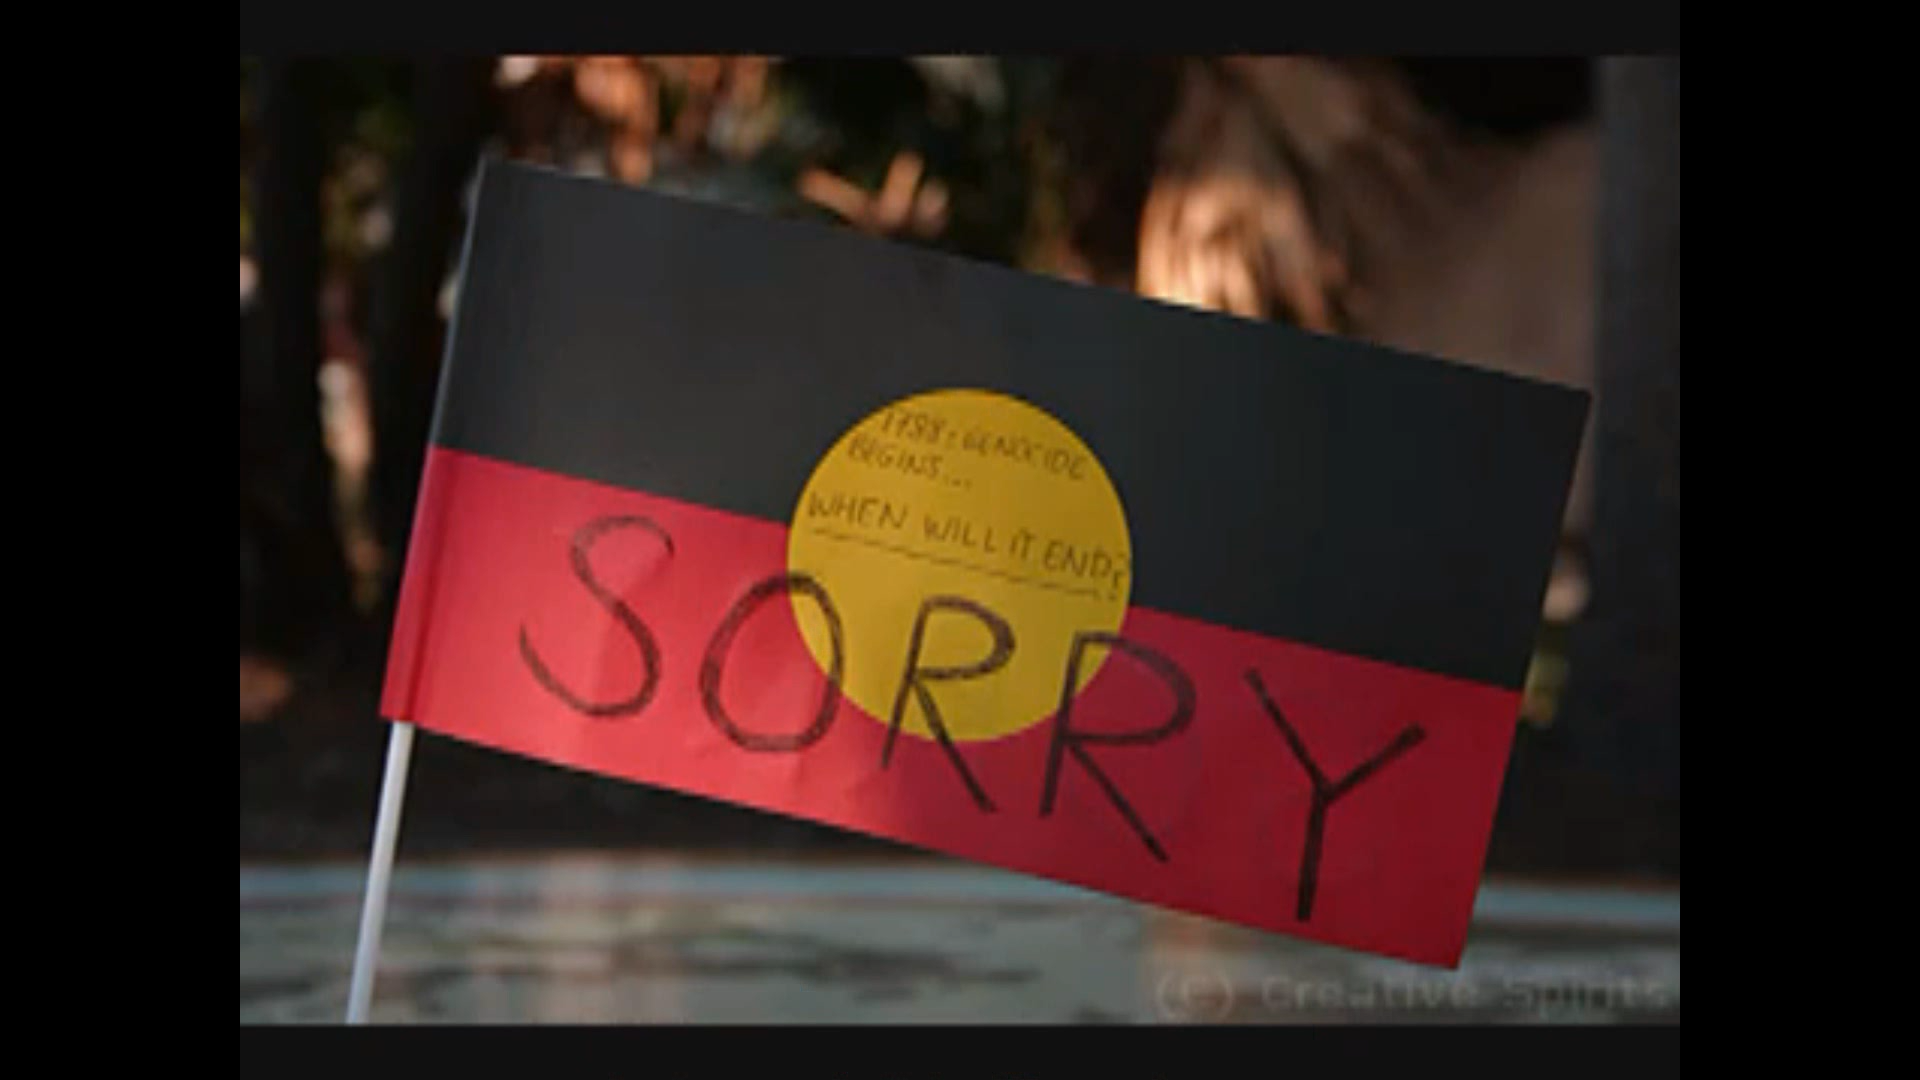 1788: GENOCIDE
BEGINS...
WHEN WILL IT END?
SORRY
(C) Creative Spirits